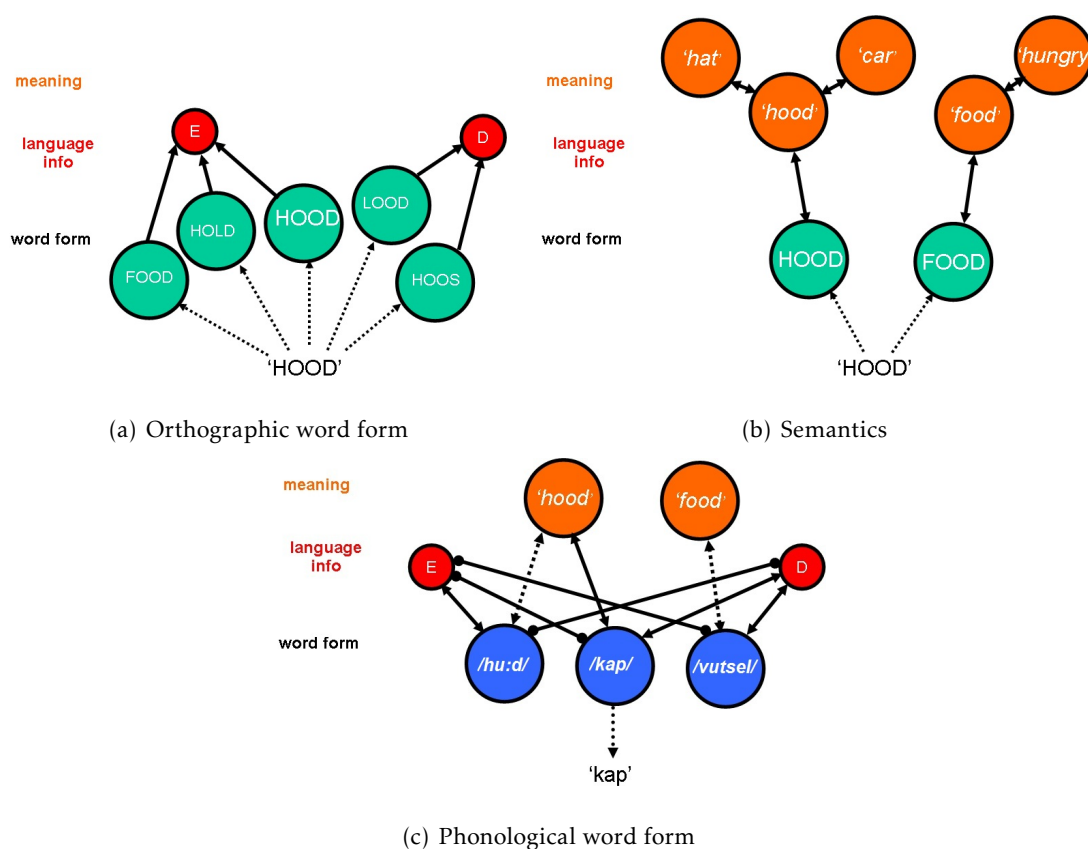 meaning
language
info
word form
E
D
FOOD
HOLD
HOOD
LOOD
HOOS
‘HOOD’
(a) Orthographic word form
meaning
language
info
word form
‘hat’
‘hood’
‘car’
‘food’
‘hungry’
HOOD
FOOD
‘HOOD’
(b) Semantics
meaning
language
info
word form
‘hood’
‘food’
E
D
/hu:d/
/kap/
/vutsel/
‘kap’
(c) Phonological word form